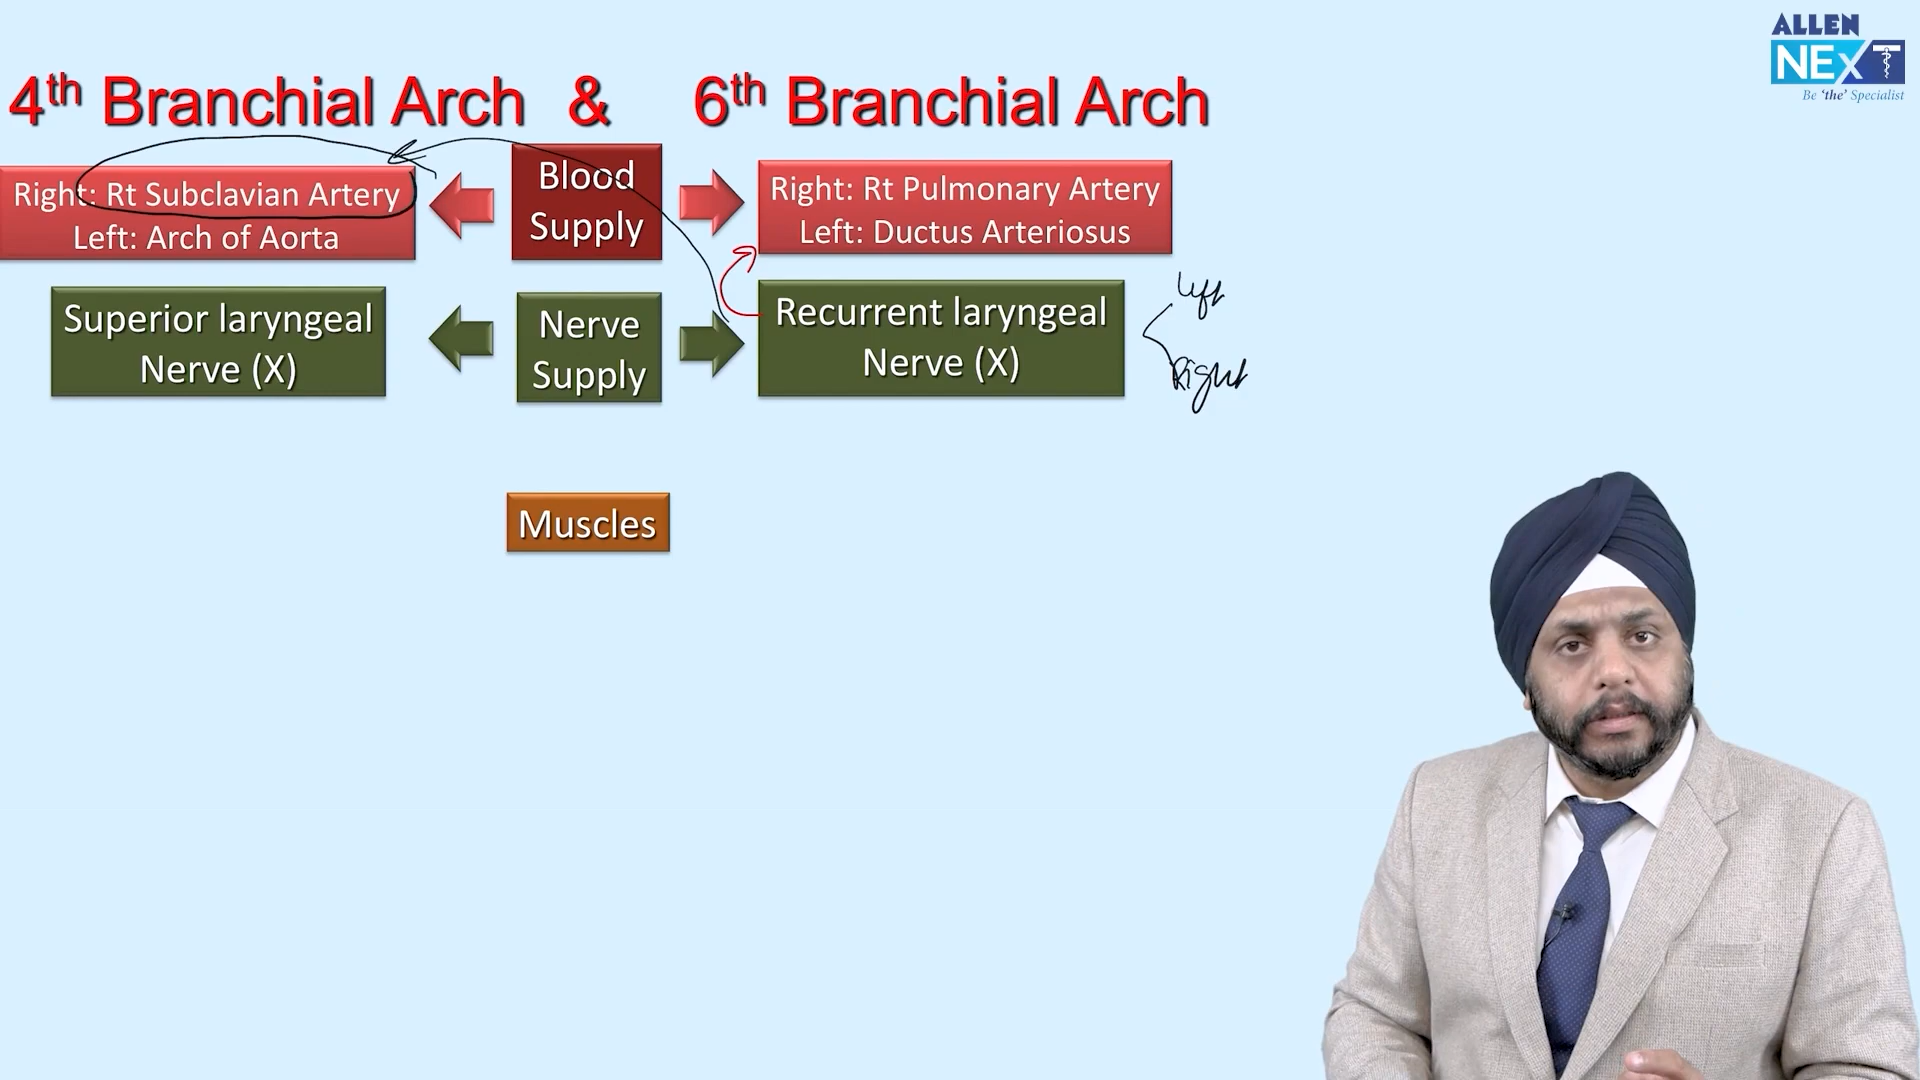 ALLEN
NEXT
Be 'the' Specialist
4th Branchial Arch & 6th Branchial Arch
Right: Rt Subclavian Artery
Left: Arch of Aorta
Blood
Supply
Right: Rt Pulmonary Artery
Left: Ductus Arteriosus
Superior laryngeal
Nerve (X)
Nerve
Supply
Recurrent laryngeal
Nerve (X)
Left
Right
Muscles